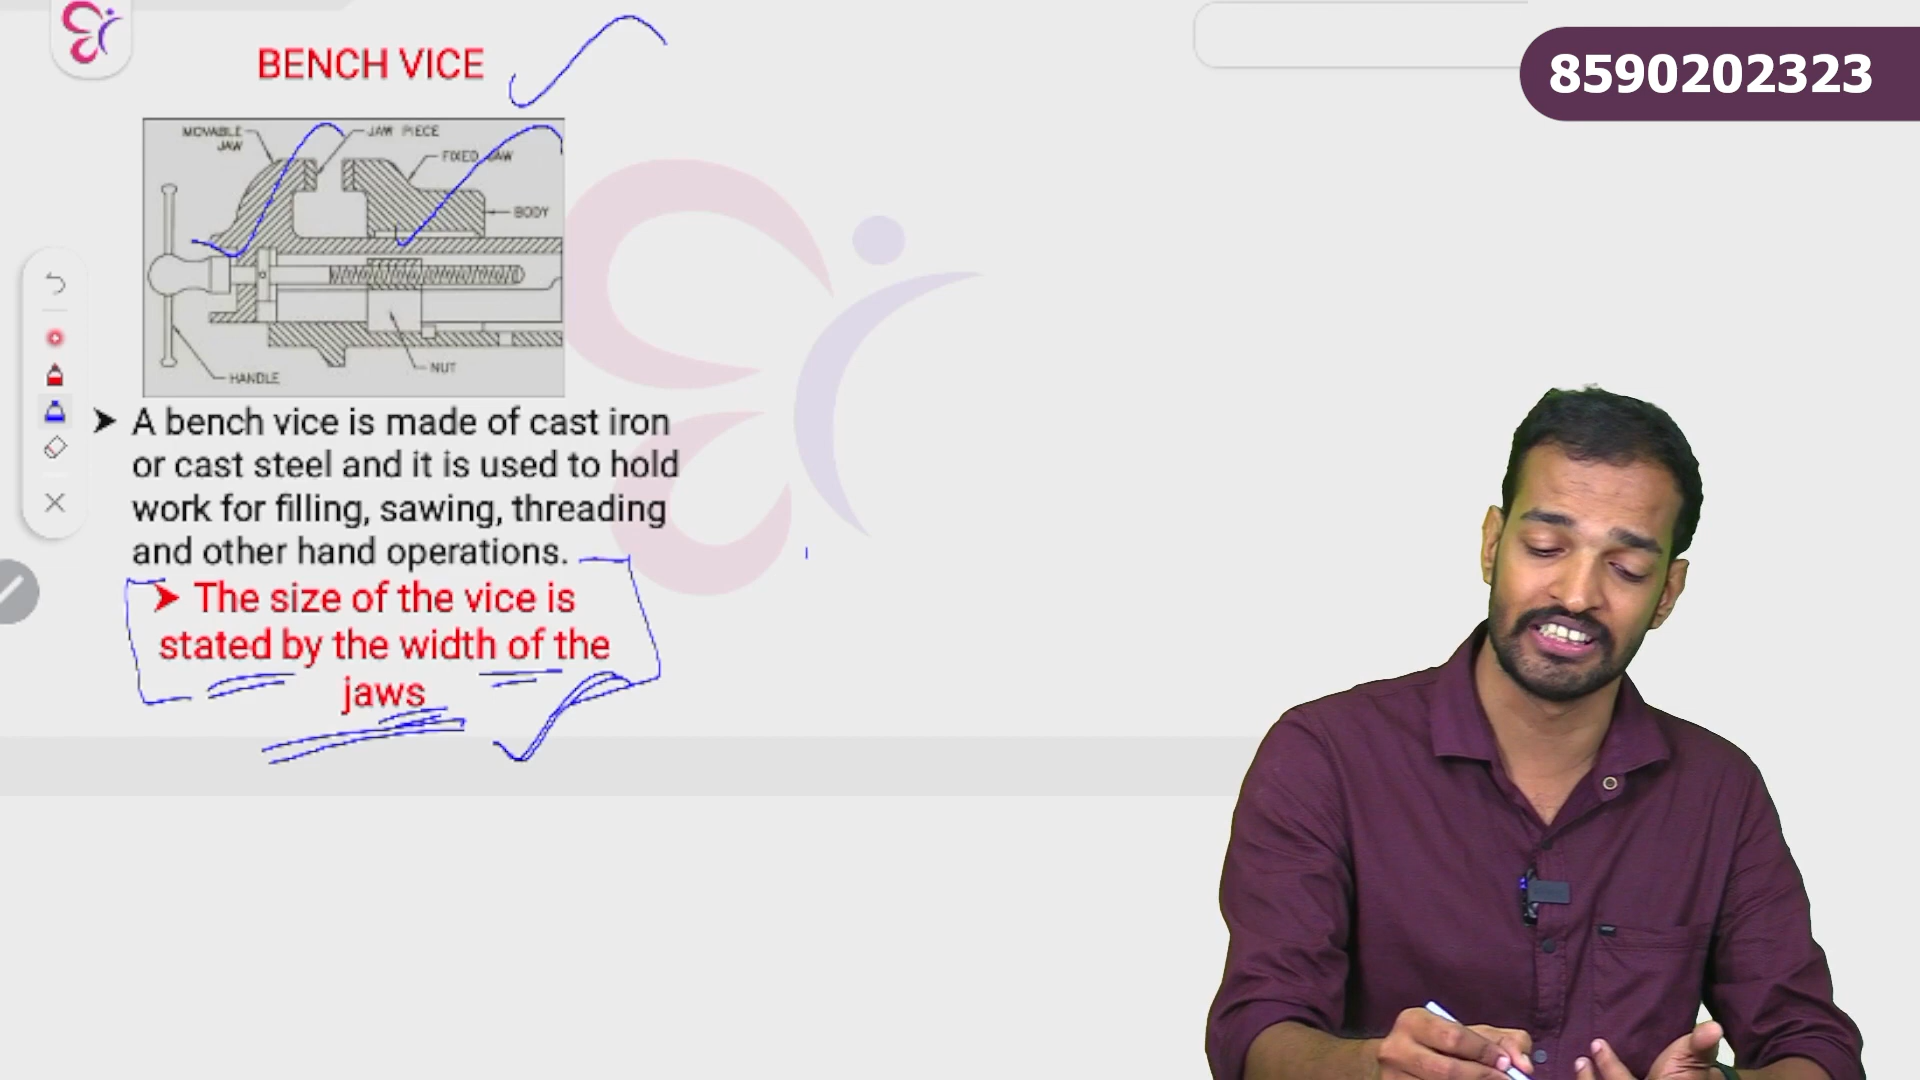 BENCH VICE
8590202323
MOVABLE
JAW
JAW PIECE
FIXED JAW
BODY
NUT
HANDLE
➤ A bench vice is made of cast iron
or cast steel and it is used to hold
work for filling, sawing, threading
and other hand operations.
➤ The size of the vice is
stated by the width of the
jaws